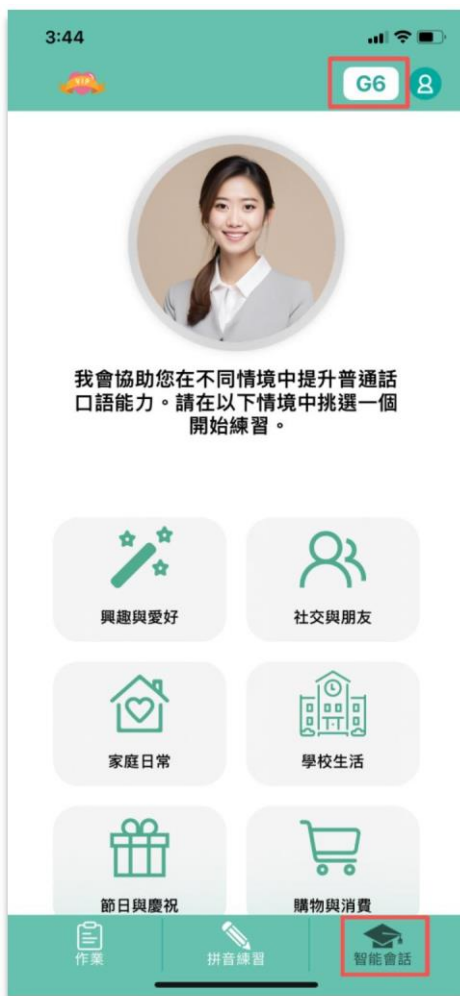 3:44
VIP
G6
我會協助您在不同情境中提升普通話
口語能力。請在以下情境中挑選一個
開始練習。
興趣與愛好
社交與朋友
家庭日常
學校生活
節日與慶祝
購物與消費
作業
拼音練習
智能會話